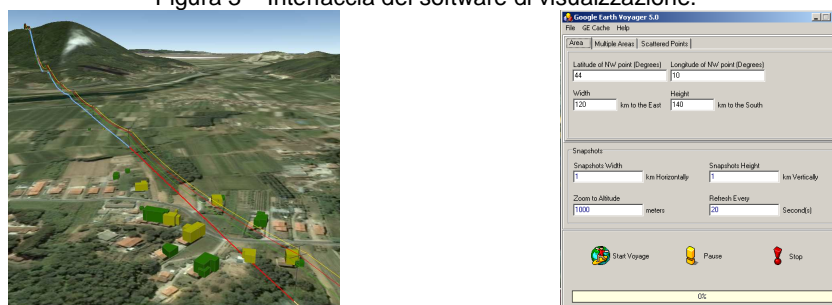 Figura 3 – Interfaccia del software di visualizzazione.
Google Earth Voyager 5.0
File GE Cache Help
Area Multiple Areas Scattered Points
Latitude of NW point (Degrees) Longitude of NW point (Degrees)
44 10
Width Height
120 km to the East 140 km to the South
Snapshots
Snapshots Width Snapshots Height
1 km Horizontally 1 km Vertically
Zoom to Altitude Refresh Every
1000 meters 20 Second(s)
Start Voyage Pause Stop
0%